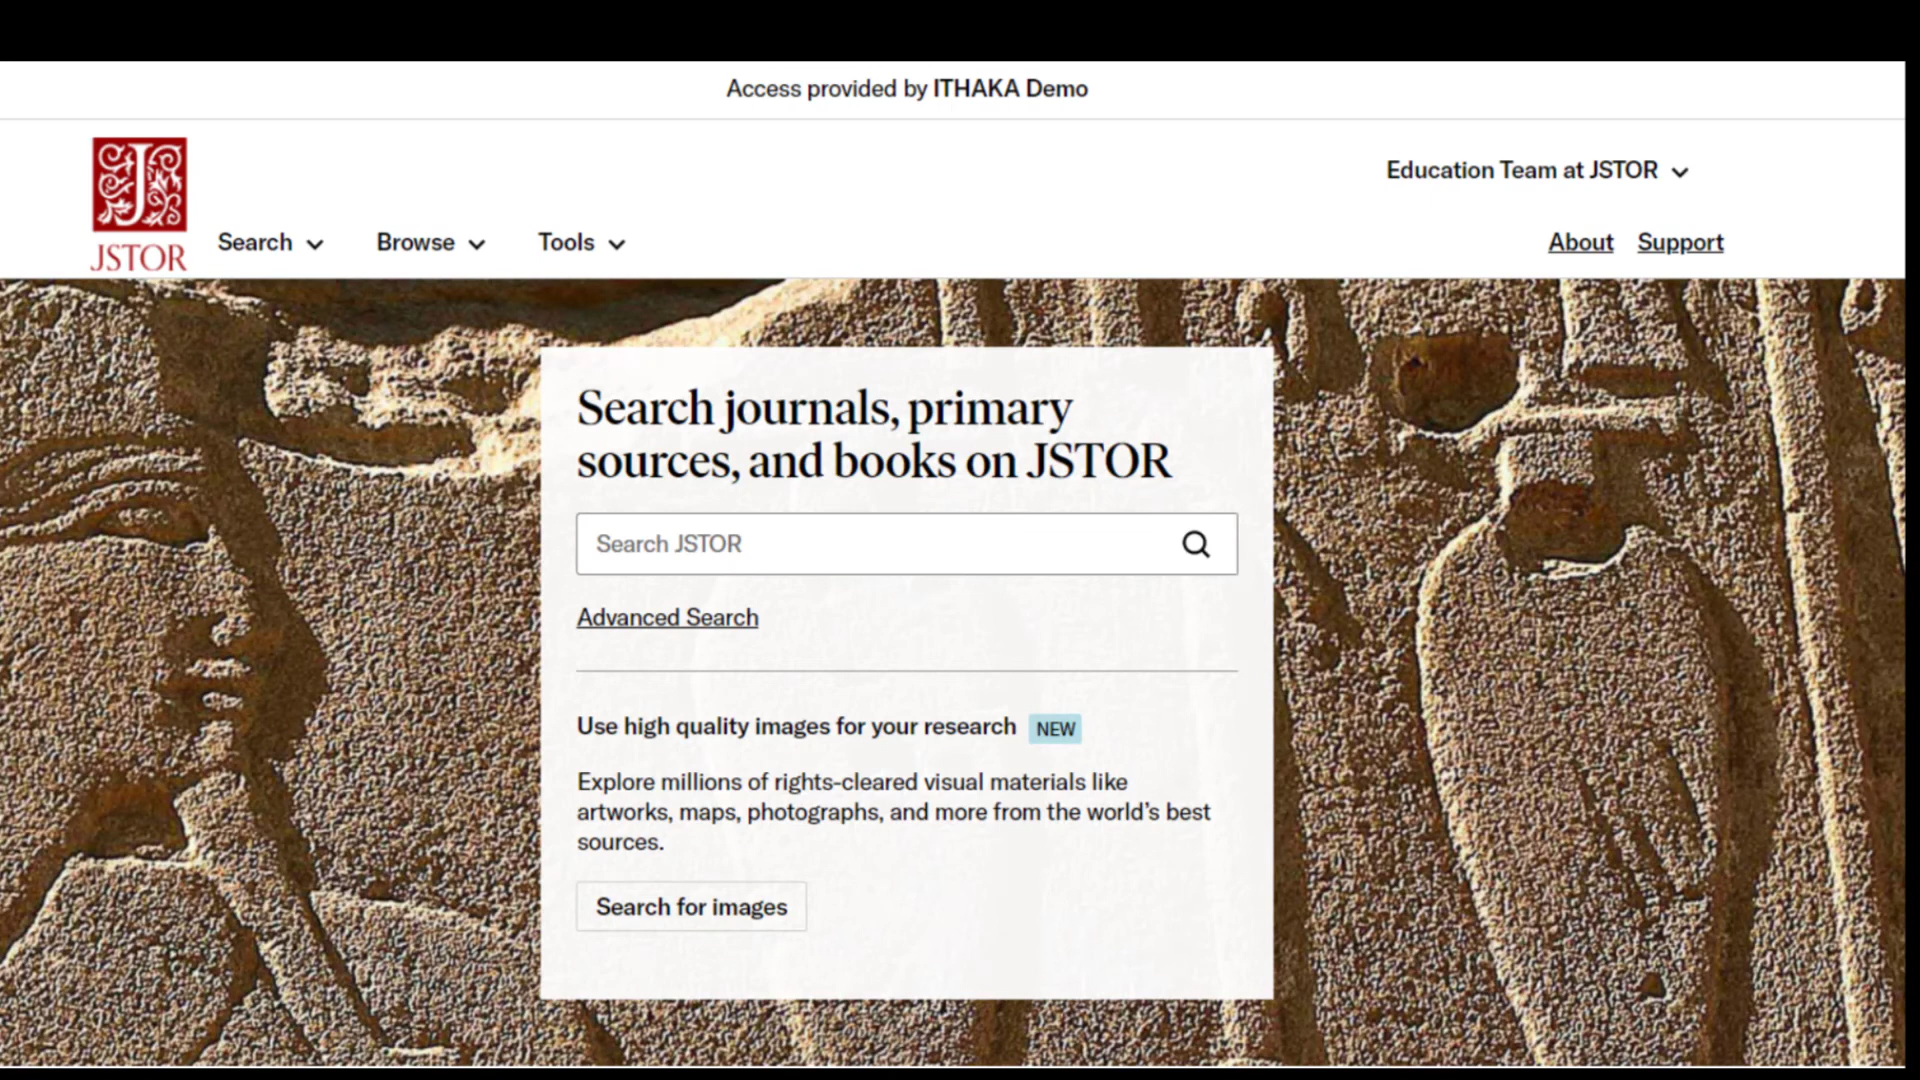 Access provided by ITHAKA Demo
Education Team at JSTOR
JSTOR
Search
Browse
Tools
About
Support
Search journals, primary
sources, and books on JSTOR
Search JSTOR
Advanced Search
Use high quality images for your research NEW
Explore millions of rights-cleared visual materials like
artworks, maps, photographs, and more from the world’s best
sources.
Search for images